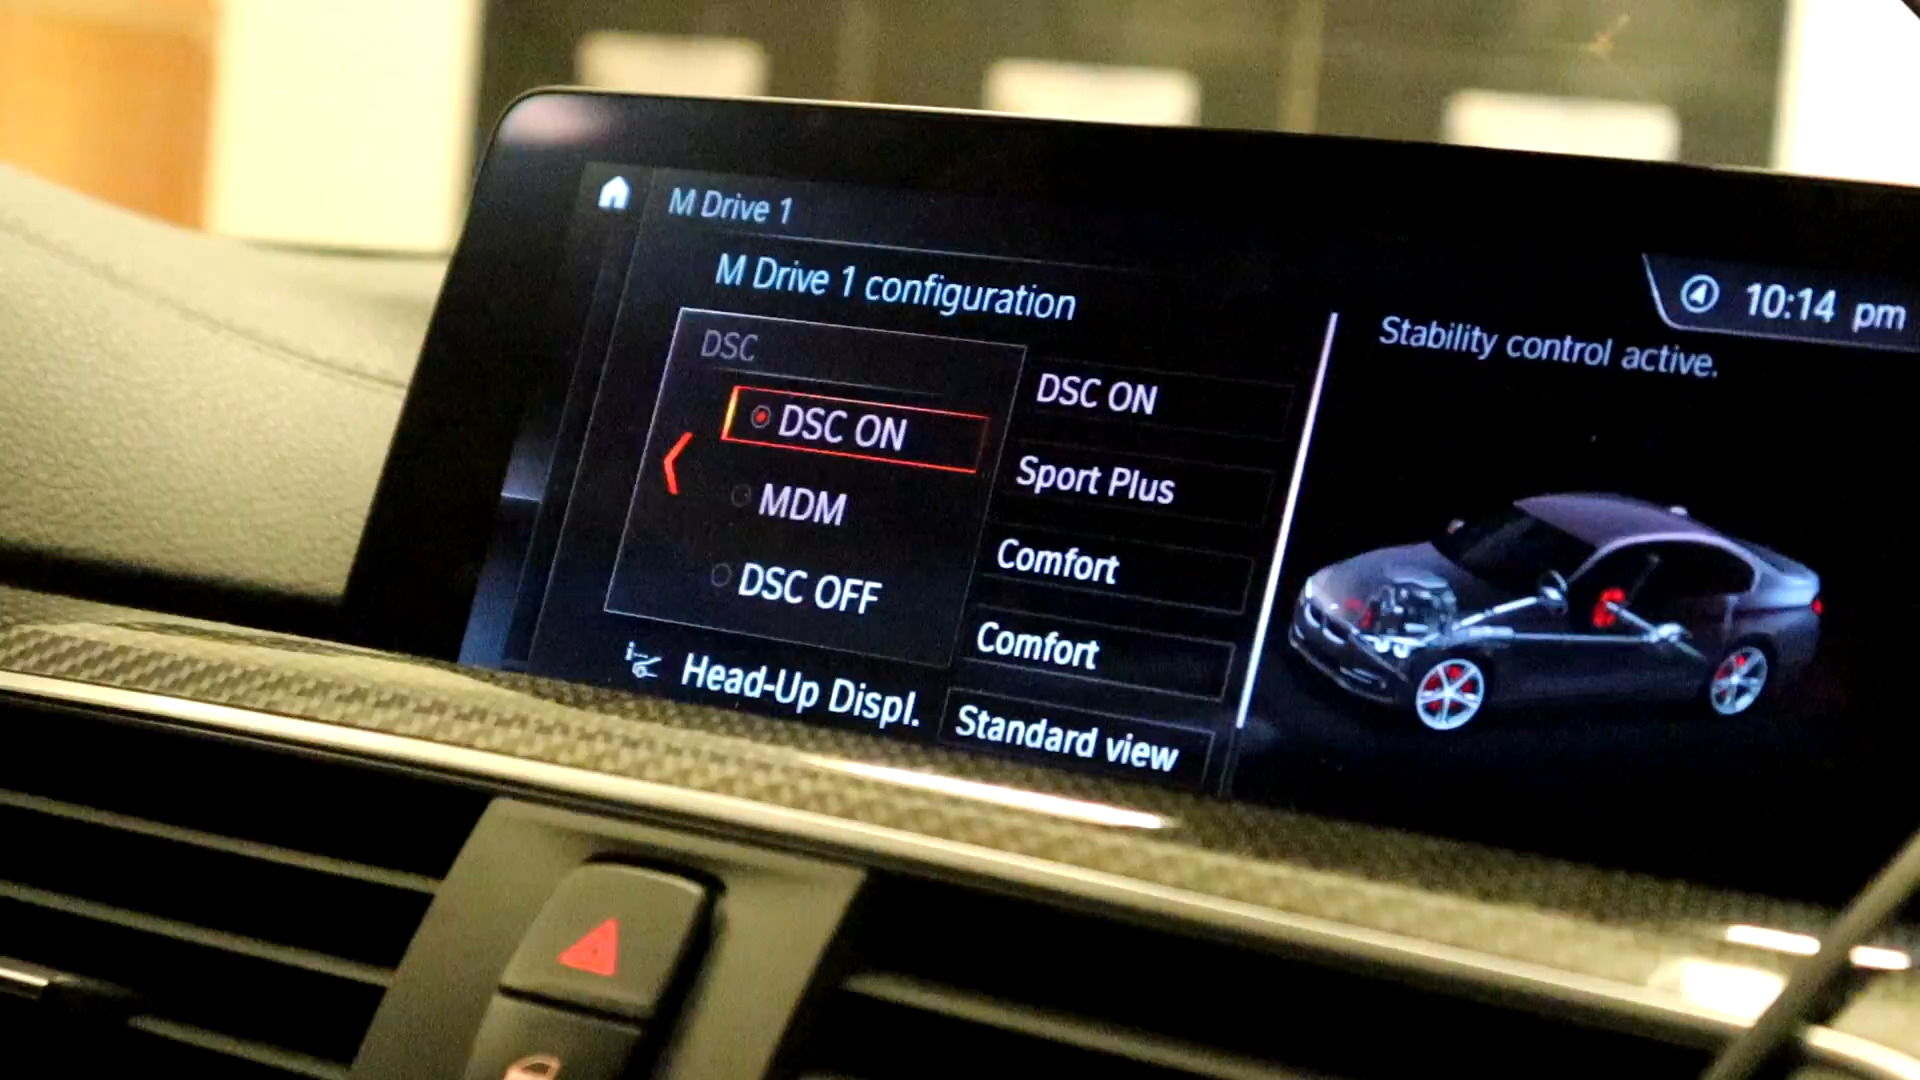 M Drive 1
M Drive 1 configuration
10:14 pm
DSC
DSC ON
MDM
DSC OFF
Head-Up Displ.
DSC ON
Sport Plus
Comfort
Comfort
Standard view
Stability control active.